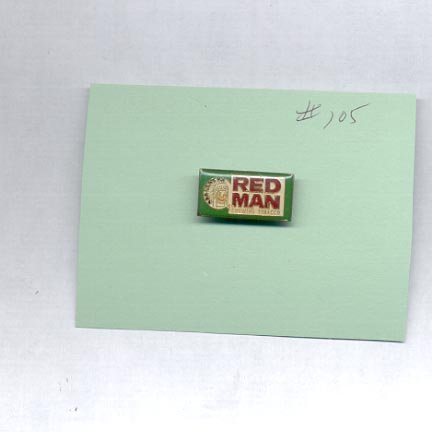 #105
RED
MAN
CHEWING TOBACCO